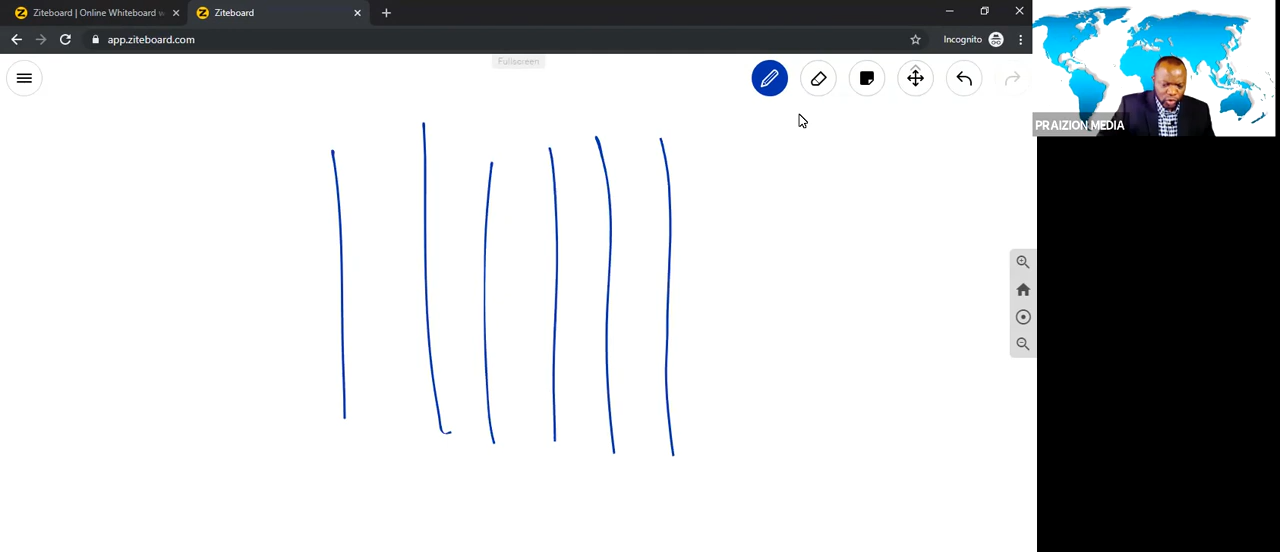 Ziteboard | Online Whiteboard w
Ziteboard
app.ziteboard.com
Incognito
Fullscreen
PRAIZION MEDIA